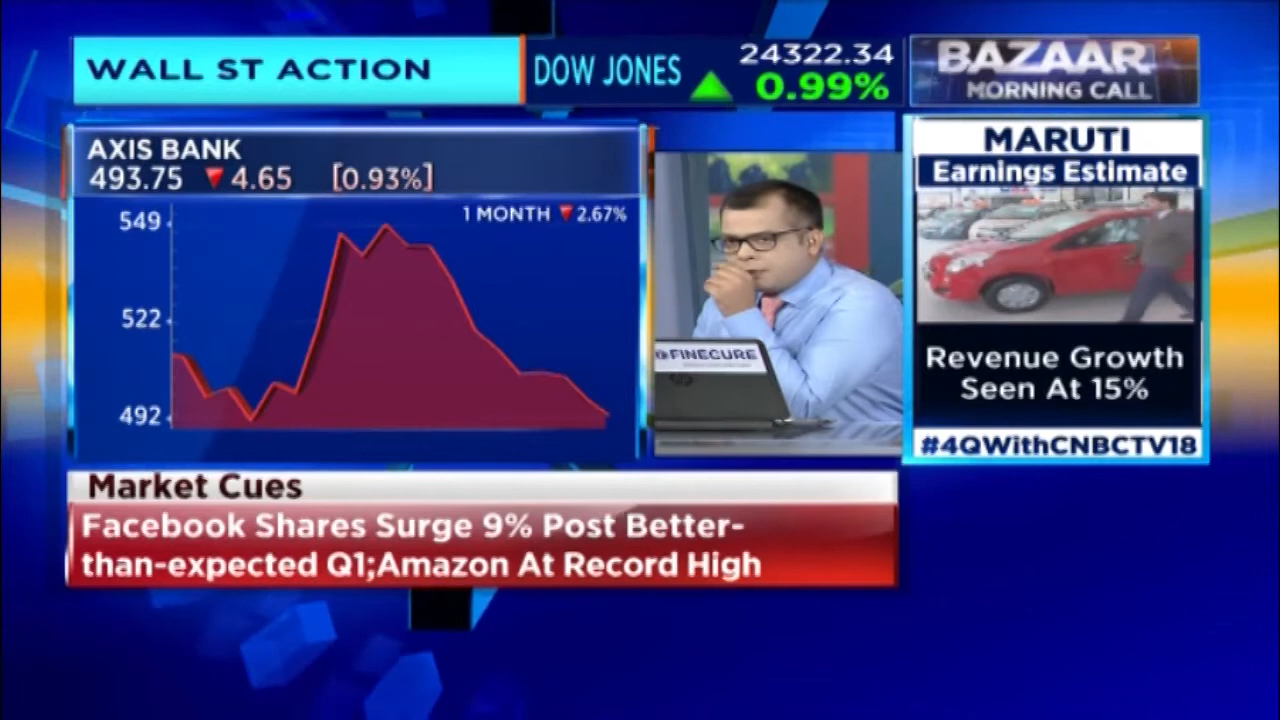 WALL ST ACTION
DOW JONES
24322.34
0.99%
BAZAAR
MORNING CALL
AXIS BANK
493.75 ▼ 4.65 [0.93%]
1 MONTH ▼ 2.67%
549
522
492
FINECURE
MARUTI
Earnings Estimate
Revenue Growth
Seen At 15%
#4QWithCNBCTV18
Market Cues
Facebook Shares Surge 9% Post Better-
than-expected Q1;Amazon At Record High